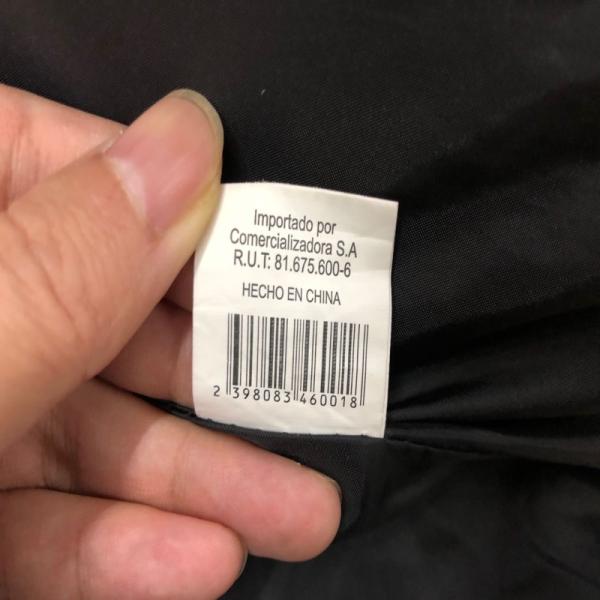 Importado por
Comercializadora S.A
R.U.T: 81.675.600-6
HECHO EN CHINA
2 398083 460018